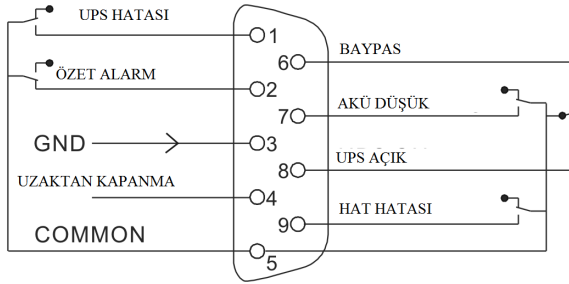 UPS HATASI
1
6
BAYPAS
ÖZET ALARM
2
7
AKÜ DÜŞÜK
GND
3
8
UPS AÇIK
UZAKTAN KAPANMA
4
9
HAT HATASI
COMMON
5